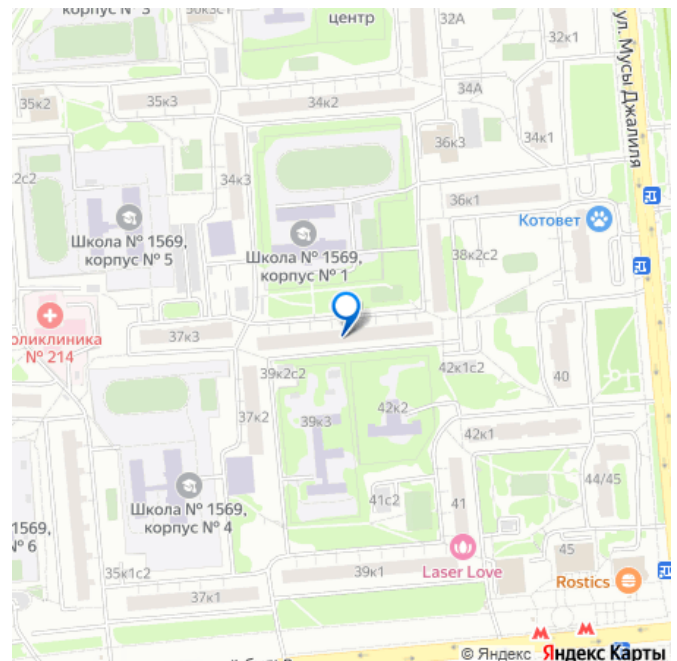 корпус № 3
центр
32А
32к1
ул. Мусы Джалиля
34А
35к2
35к3
34к2
34к1
36к3
34к3
36к1
Котовет
Школа № 1569,
корпус № 5
Школа № 1569,
корпус № 1
38к2с2
оликлиника
№ 214
37к3
39к2с2
42к1с2
40
37к2
39к3
42к2
42к1
44/45
41с2
41
Школа № 1569,
корпус № 4
1569,
№ 6
35к1с2
39к1
Laser Love
45
Rostics
37к1
© Яндекс Яндекс Карты